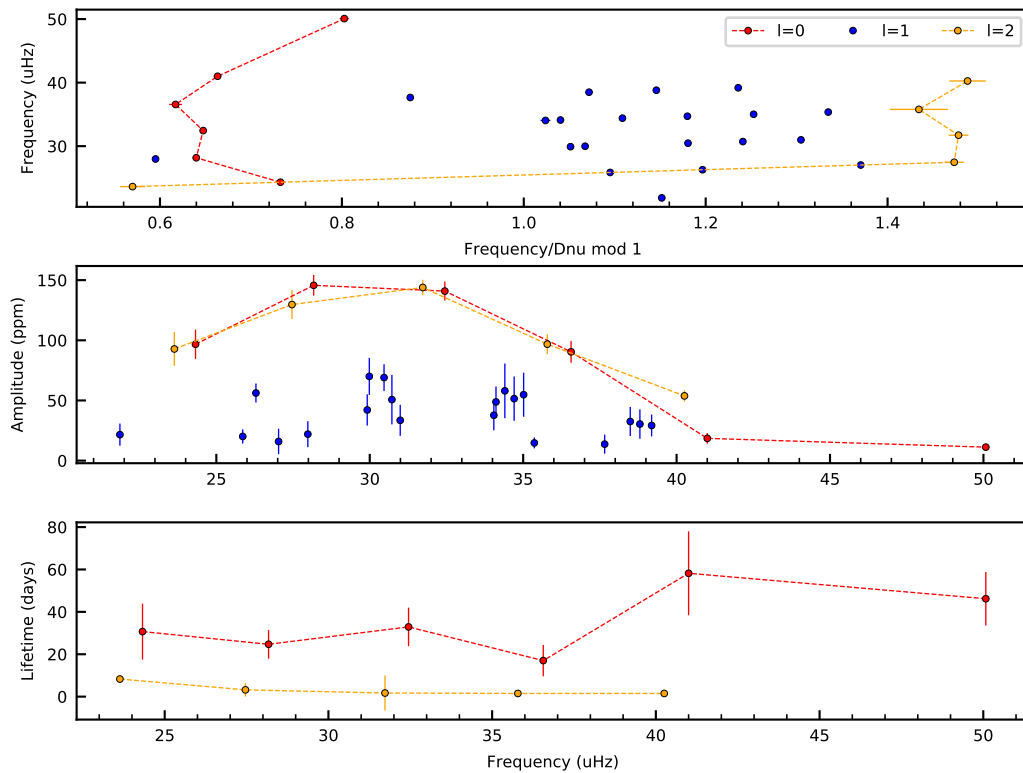 50
40
30
Frequency (uHz)
l=0 l=1 l=2
0.6 0.8 1.0 1.2 1.4
Frequency/Dnu mod 1
150
100
50
0
Amplitude (ppm)
25 30 35 40 45 50
80
60
40
20
0
Lifetime (days)
25 30 35 40 45 50
Frequency (uHz)